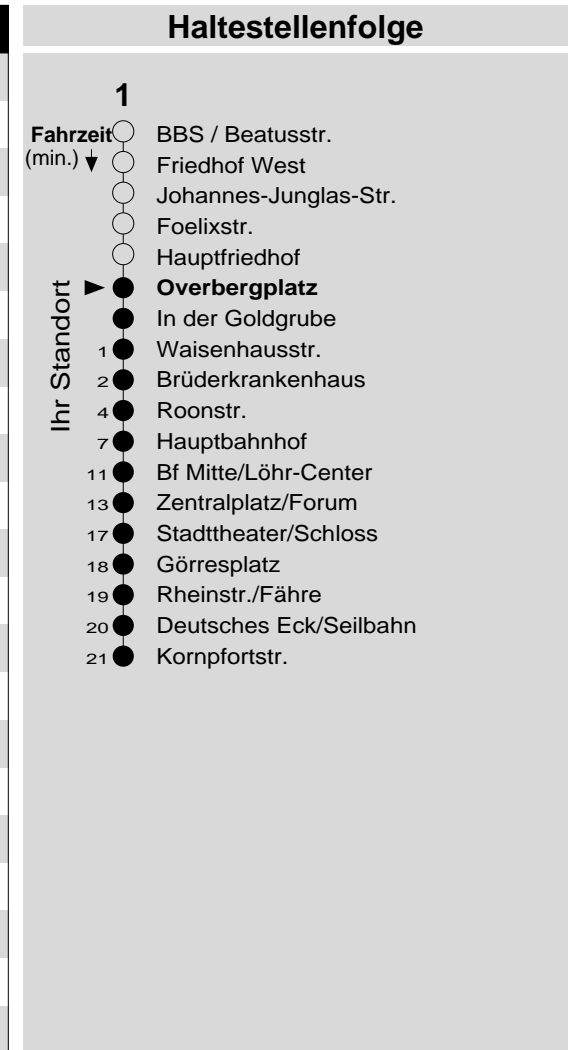 Haltestellenfolge
1
Fahrzeit BBS / Beatusstr.
(min.) Friedhof West
Johannes-Junglas-Str.
Foelixstr.
Hauptfriedhof
Ihr Standort
Overbergplatz
In der Goldgrube
1 Waisenhausstr.
2 Brüderkrankenhaus
4 Roonstr.
7 Hauptbahnhof
11 Bf Mitte/Löhr-Center
13 Zentralplatz/Forum
17 Stadttheater/Schloss
18 Görresplatz
19 Rheinstr./Fähre
20 Deutsches Eck/Seilbahn
21 Kornpfortstr.